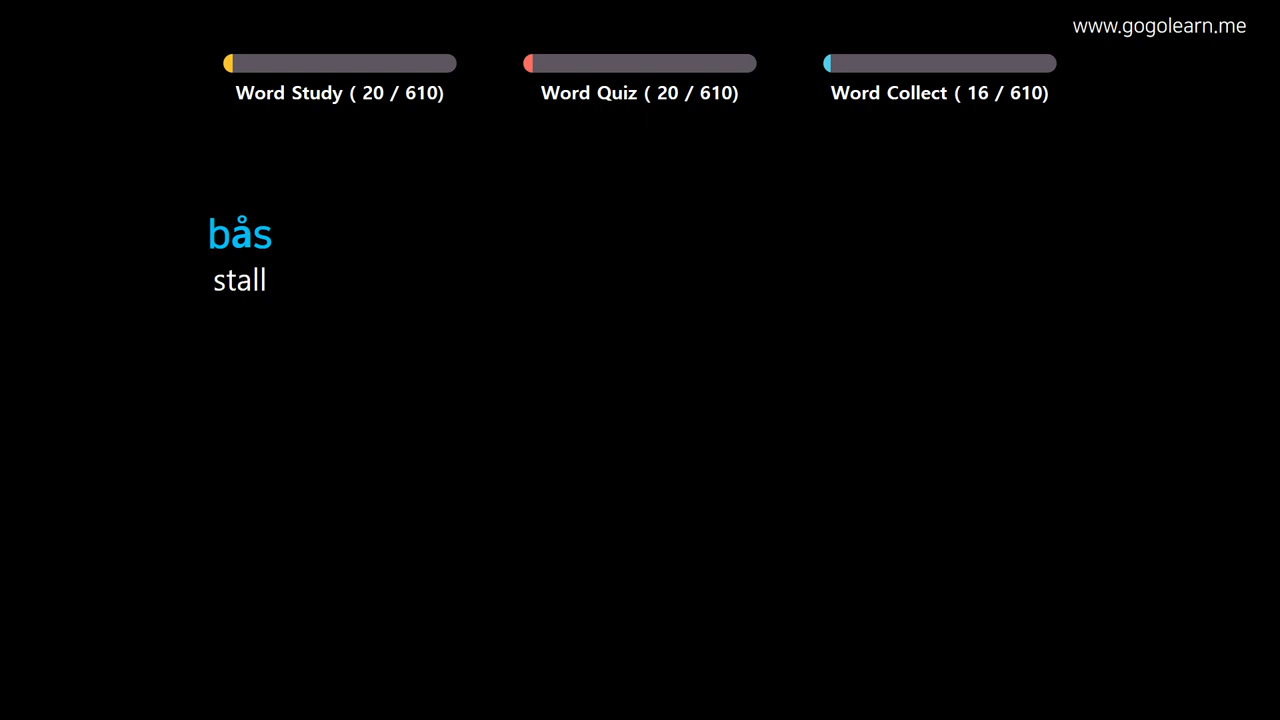 www.gogolearn.me
Word Study ( 20 / 610)
Word Quiz ( 20 / 610)
Word Collect ( 16 / 610)
bås
stall